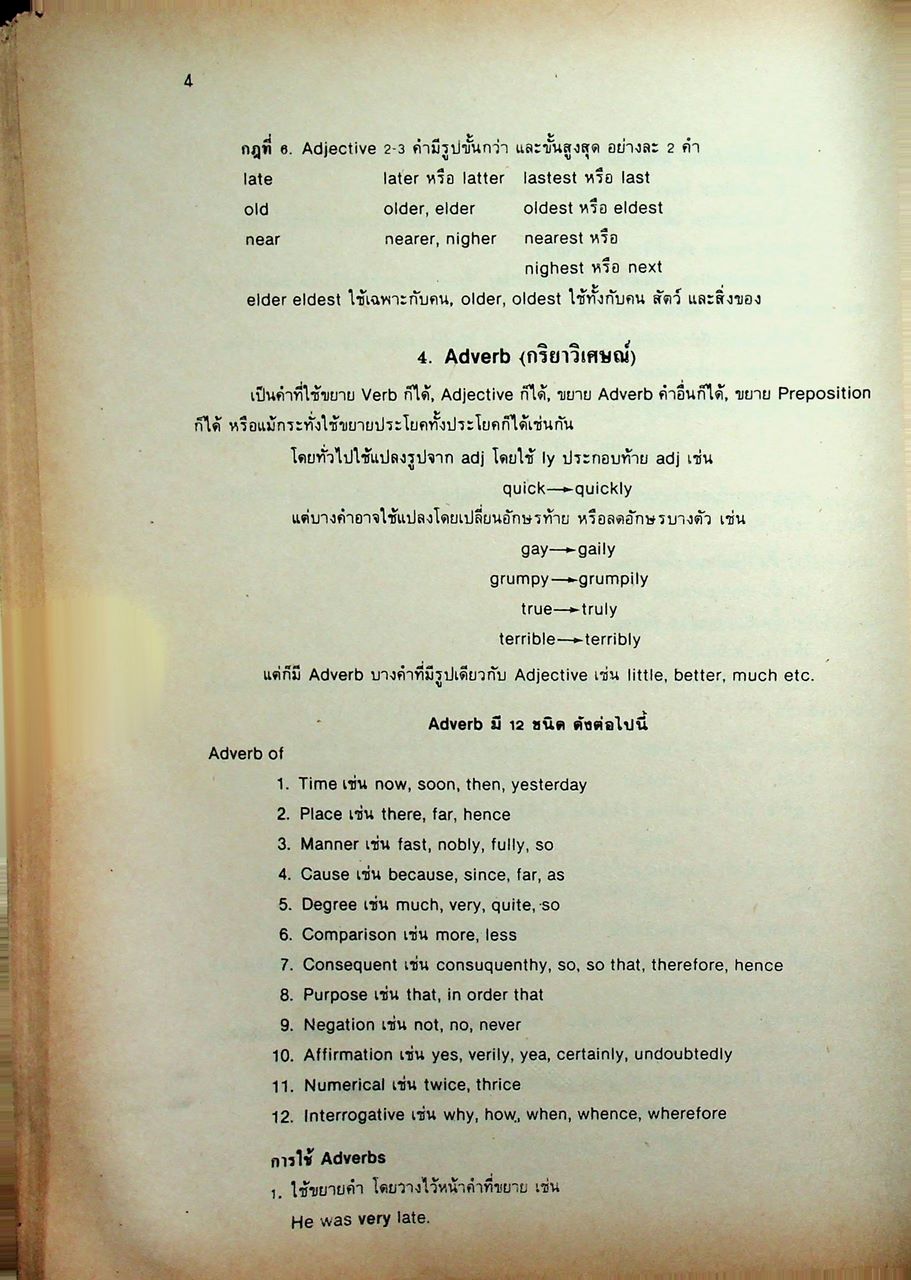 4
กฎที่ 6. Adjective 2-3 คำมีรูปขั้นกว่า และขั้นสูงสุด อย่างละ 2 คำ
late later หรือ latter lastest หรือ last
old older, elder oldest หรือ eldest
near nearer, nigher nearest หรือ
nighest หรือ next
elder eldest ใช้เฉพาะกับคน, older, oldest ใช้ทั้งกับคน สัตว์ และสิ่งของ
4. Adverb (กริยาวิเศษณ์)
เป็นคำที่ใช้ขยาย Verb ก็ได้, Adjective ก็ได้, ขยาย Adverb คำอื่นก็ได้, ขยาย Preposition
ก็ได้ หรือแม้กระทั่งใช้ขยายประโยคทั้งประโยคก็ได้เช่นกัน
โดยทั่วไปใช้แปลงรูปจาก adj โดยใช้ ly ประกอบท้าย adj เช่น
quick→quickly
แต่บางคำอาจใช้แปลงโดยเปลี่ยนอักษรท้าย หรือลดอักษรบางตัว เช่น
gay→gaily
grumpy→grumpily
true→truly
terrible→terribly
แต่ก็มี Adverb บางคำที่มีรูปเดียวกับ Adjective เช่น little, better, much etc.
Adverb มี 12 ชนิด ดังต่อไปนี้
Adverb of
1. Time เช่น now, soon, then, yesterday
2. Place เช่น there, far, hence
3. Manner เช่น fast, nobly, fully, so
4. Cause เช่น because, since, far, as
5. Degree เช่น much, very, quite, so
6. Comparison เช่น more, less
7. Consequent เช่น consuquenthy, so, so that, therefore, hence
8. Purpose เช่น that, in order that
9. Negation เช่น not, no, never
10. Affirmation เช่น yes, verily, yea, certainly, undoubtedly
11. Numerical เช่น twice, thrice
12. Interrogative เช่น why, how, when, whence, wherefore
การใช้ Adverbs
1. ใช้ขยายคำ โดยวางไว้หน้าคำที่ขยาย เช่น
He was very late.